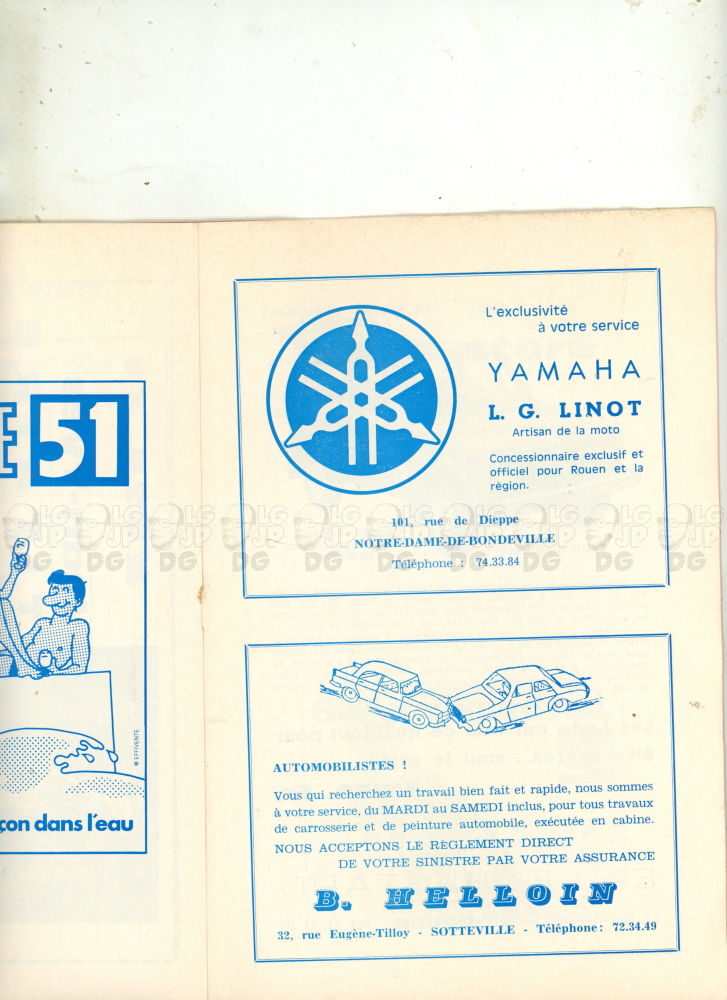 E 51
® EFFIVENTE
çon dans l'eau
L'exclusivité
à votre service
YAMAHA
L. G. LINOT
Artisan de la moto
Concessionnaire exclusif et
officiel pour Rouen et la
région.
101, rue de Dieppe
NOTRE-DAME-DE-BONDEVILLE
Téléphone : 74.33.84
AUTOMOBILISTES !
Vous qui recherchez un travail bien fait et rapide, nous sommes
à votre service, du MARDI au SAMEDI inclus, pour tous travaux
de carrosserie et de peinture automobile, exécutée en cabine.
NOUS ACCEPTONS LE RÈGLEMENT DIRECT
DE VOTRE SINISTRE PAR VOTRE ASSURANCE
B. HELLOIN
32, rue Eugène-Tilloy - SOTTEVILLE - Téléphone : 72.34.49